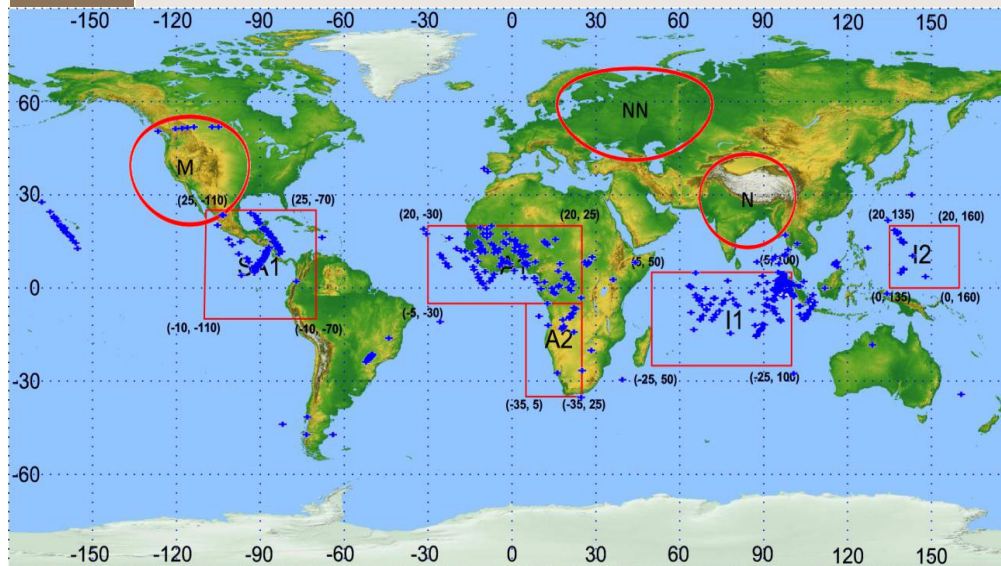 -150 -120 -90 -60 -30 0 30 60 90 120 150
60
NN
M
N
30
(25, -110) (25, -70)
(20, -30) (20, 25)
(20, 135) (20, 160)
SA1
(5, 50)
(5, 100)
I2
0
(0, 135) (0, 160)
(-10, -110) (-10, -70)
(-5, -30)
I1
A2
(-25, 50) (-25, 100)
-30
(-35, 5) (-35, 25)
-60
-150 -120 -90 -60 -30 0 30 60 90 120 150